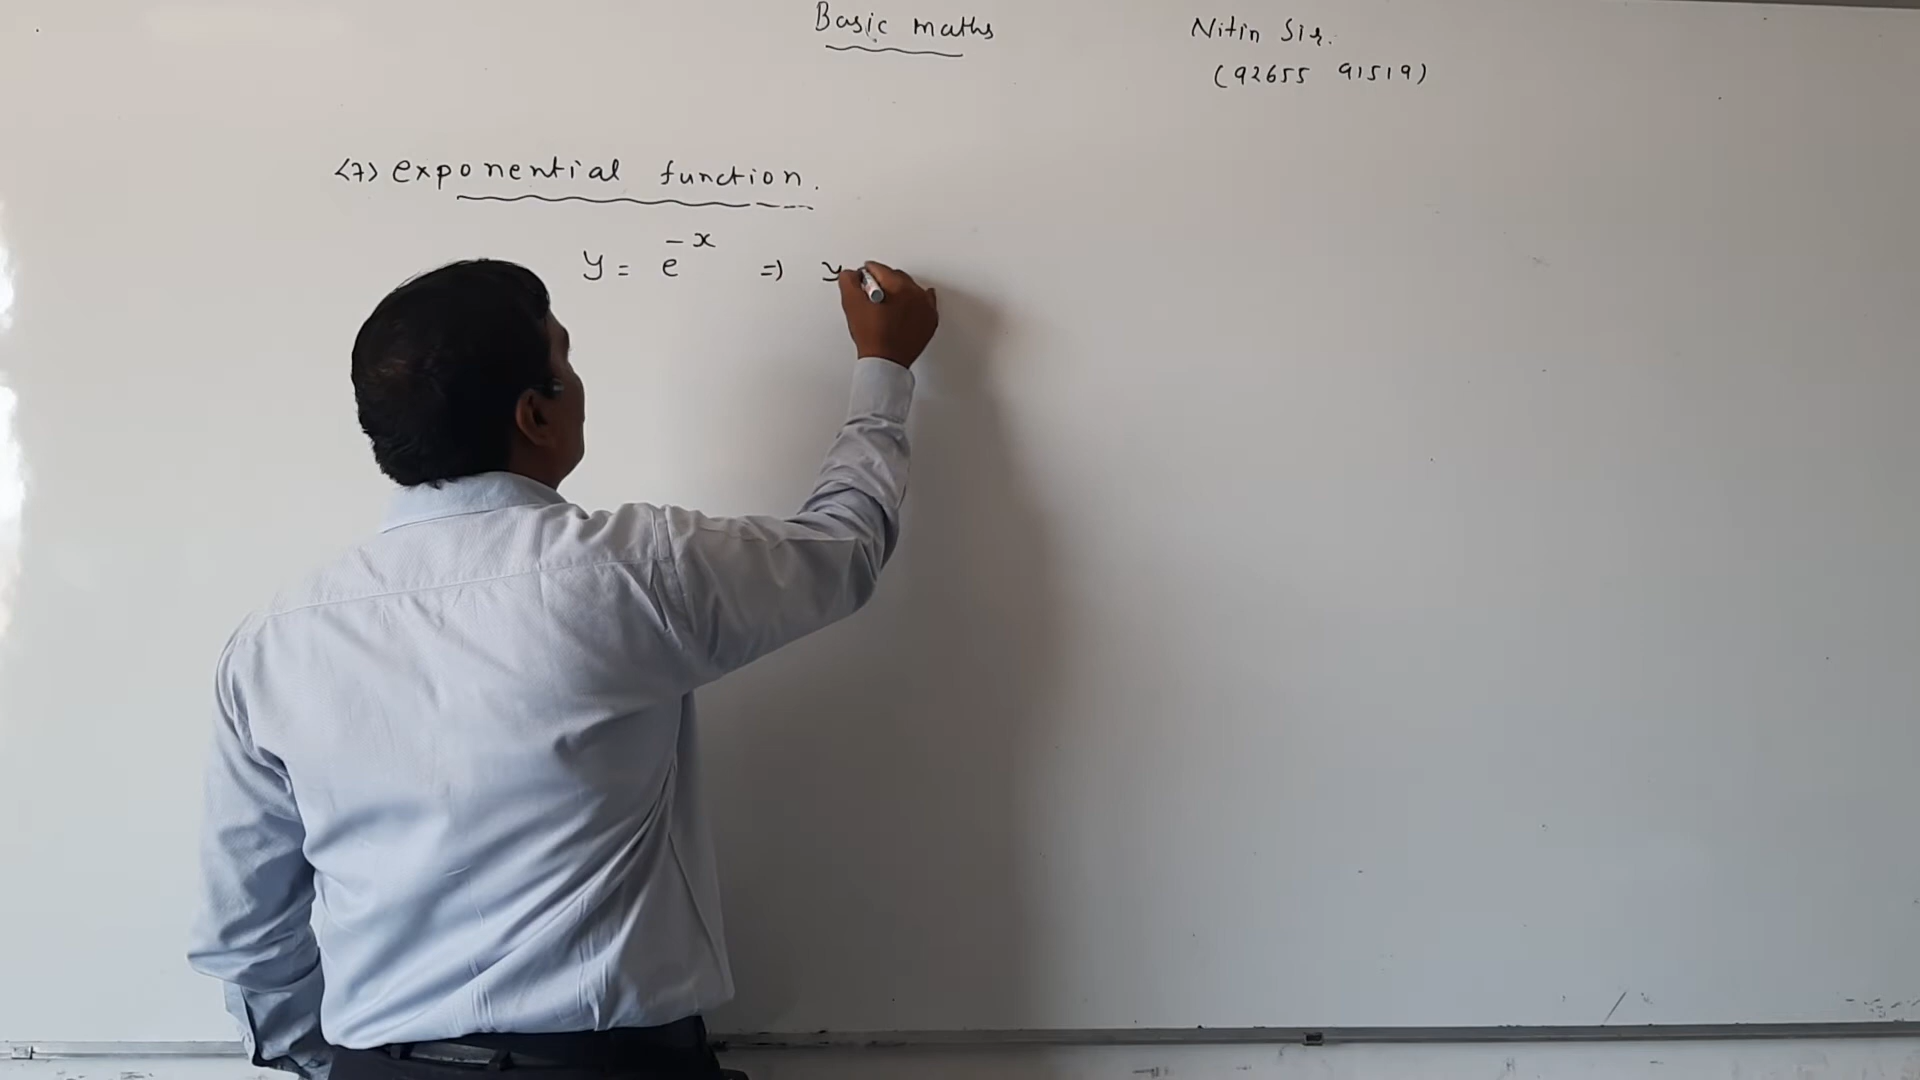 Basic maths
Nitin Sir.
(92655 91519)
<7> exponential function.
y = e^-x => y